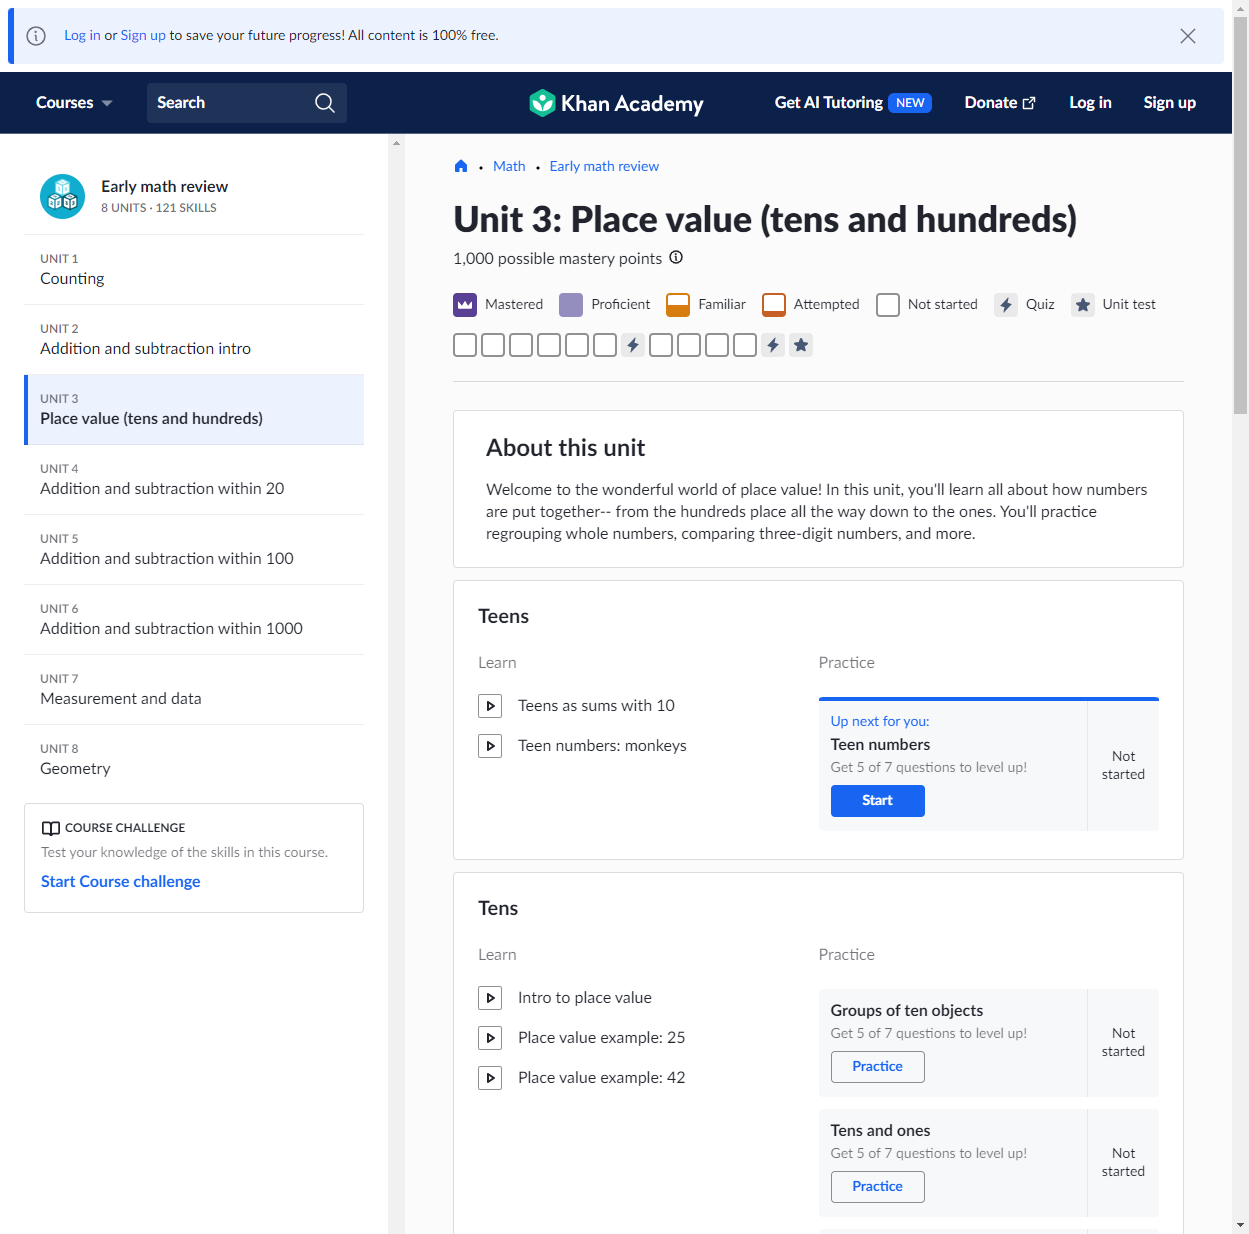 Log in or Sign up to save your future progress! All content is 100% free.
Courses
Search
Khan Academy
Get AI Tutoring NEW
Donate
Log in
Sign up
Early math review
8 UNITS · 121 SKILLS
UNIT 1
Counting
UNIT 2
Addition and subtraction intro
UNIT 3
Place value (tens and hundreds)
UNIT 4
Addition and subtraction within 20
UNIT 5
Addition and subtraction within 100
UNIT 6
Addition and subtraction within 1000
UNIT 7
Measurement and data
UNIT 8
Geometry
COURSE CHALLENGE
Test your knowledge of the skills in this course.
Start Course challenge
Math • Early math review
Unit 3: Place value (tens and hundreds)
1,000 possible mastery points
Mastered Proficient Familiar Attempted Not started Quiz Unit test
About this unit
Welcome to the wonderful world of place value! In this unit, you'll learn all about how numbers
are put together-- from the hundreds place all the way down to the ones. You'll practice
regrouping whole numbers, comparing three-digit numbers, and more.
Teens
Learn
Teens as sums with 10
Teen numbers: monkeys
Practice
Up next for you:
Teen numbers
Get 5 of 7 questions to level up!
Start
Not
started
Tens
Learn
Intro to place value
Place value example: 25
Place value example: 42
Practice
Groups of ten objects
Get 5 of 7 questions to level up!
Practice
Not
started
Tens and ones
Get 5 of 7 questions to level up!
Practice
Not
started